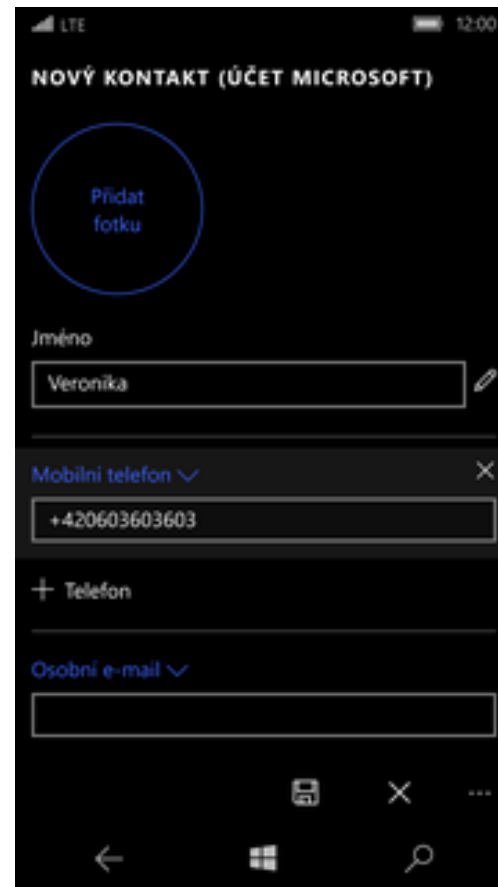 LTE 12:00
NOVÝ KONTAKT (ÚČET MICROSOFT)
Přidat
fotku
Jméno
Veronika
Mobilní telefon
+420603603603
Telefon
Osobní e-mail